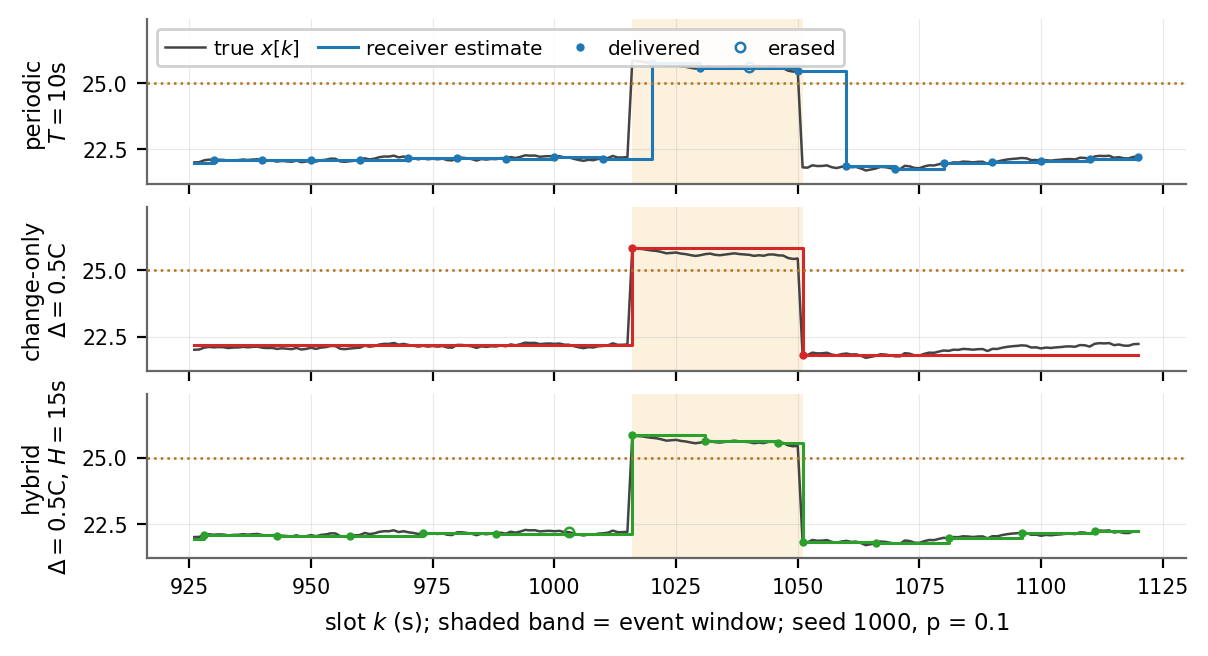 true x[k]
receiver estimate
delivered
erased
periodic
T = 10s
25.0
22.5
change-only
Δ = 0.5C
25.0
22.5
hybrid
Δ = 0.5C, H = 15s
25.0
22.5
925 950 975 1000 1025 1050 1075 1100 1125
slot k (s); shaded band = event window; seed 1000, p = 0.1